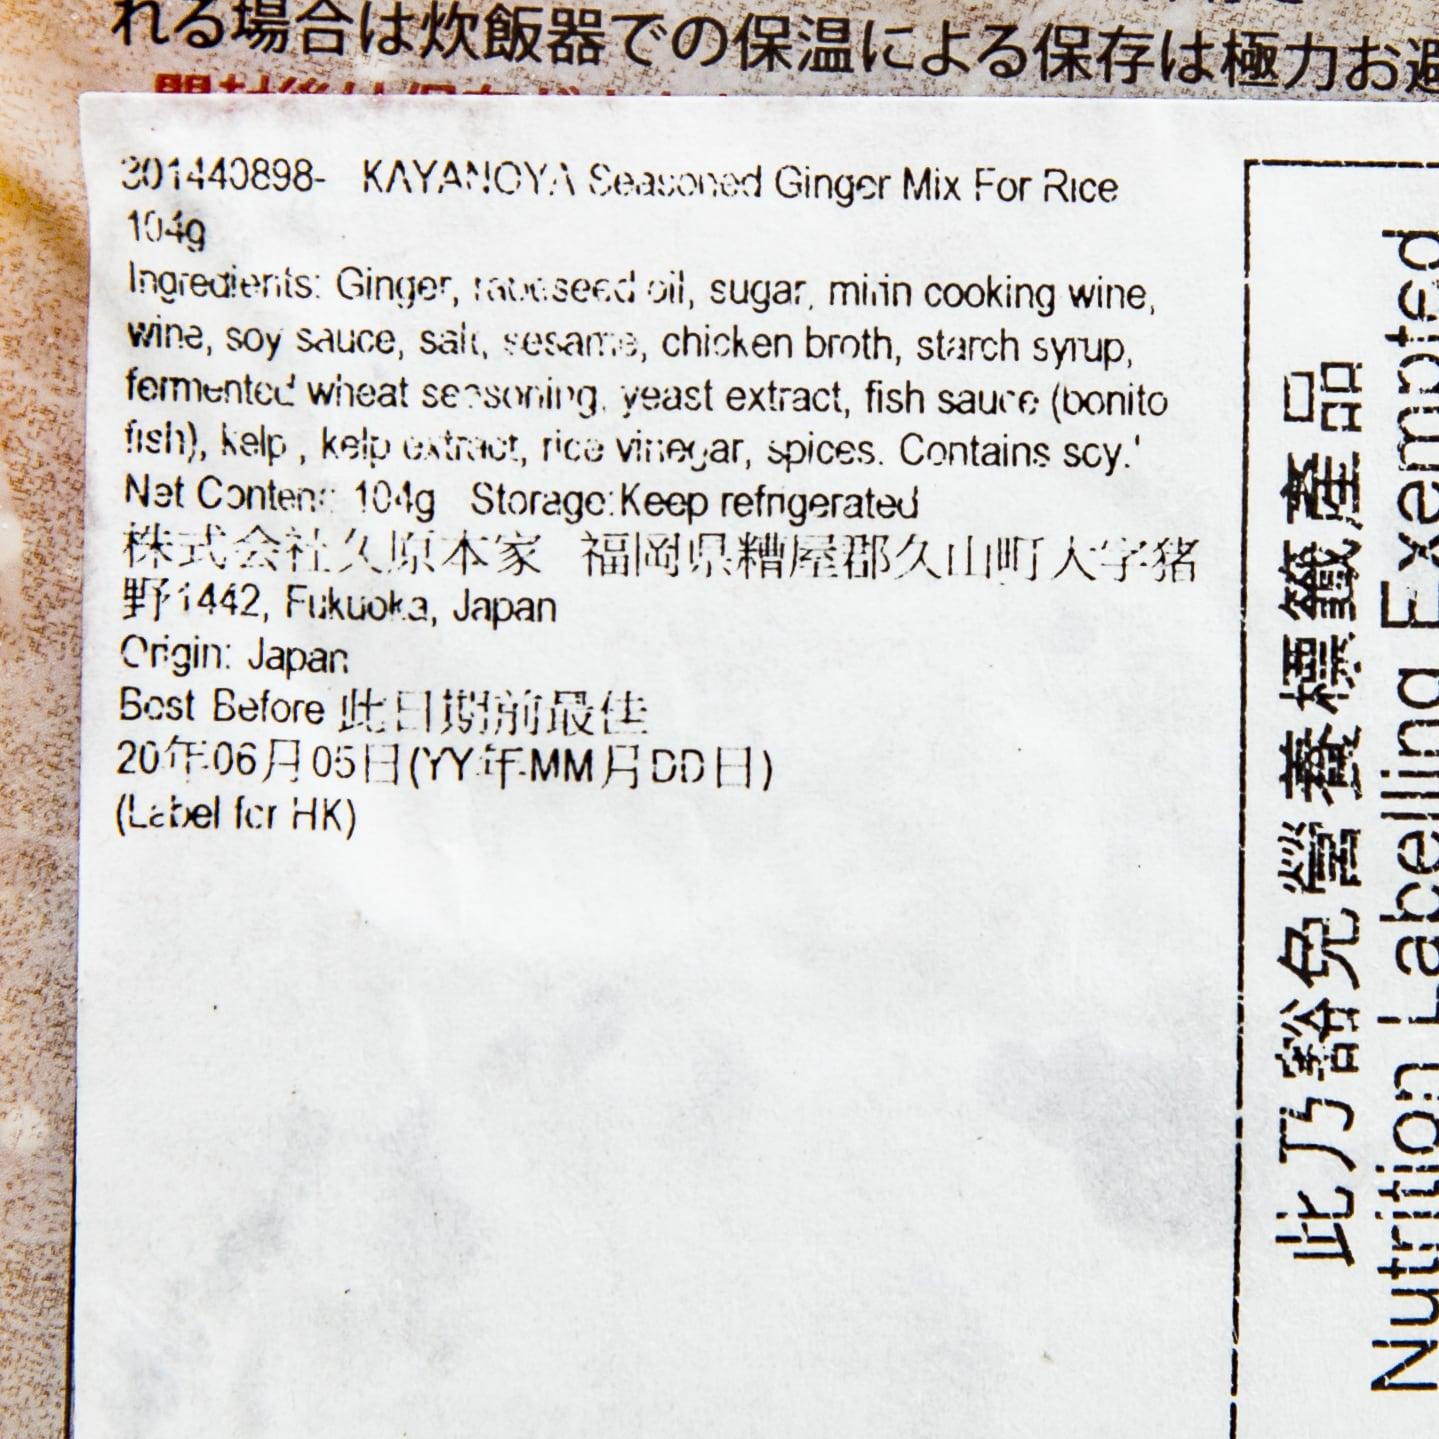 れる場合は炊飯器での保温による保存は極力お避
301440898- KAYANOYA Seasoned Ginger Mix For Rice
104g
Ingredients: Ginger, rapeseed oil, sugar, mirin cooking wine,
wine, soy sauce, salt, sesame, chicken broth, starch syrup,
fermented wheat seasoning, yeast extract, fish sauce (bonito
fish), kelp , kelp extract, rice vinegar, spices. Contains soy.'
Net Content: 104g Storage:Keep refrigerated
株式会社久原本家 福岡県糟屋郡久山町大字猪
野1442, Fukuoka, Japan
Origin: Japan
Best Before 此日期前最佳
20年06月05日(YY年MM月DD日)
(Label for HK)
此乃豁免營養標籤產品
Nutrition Labelling Exempted